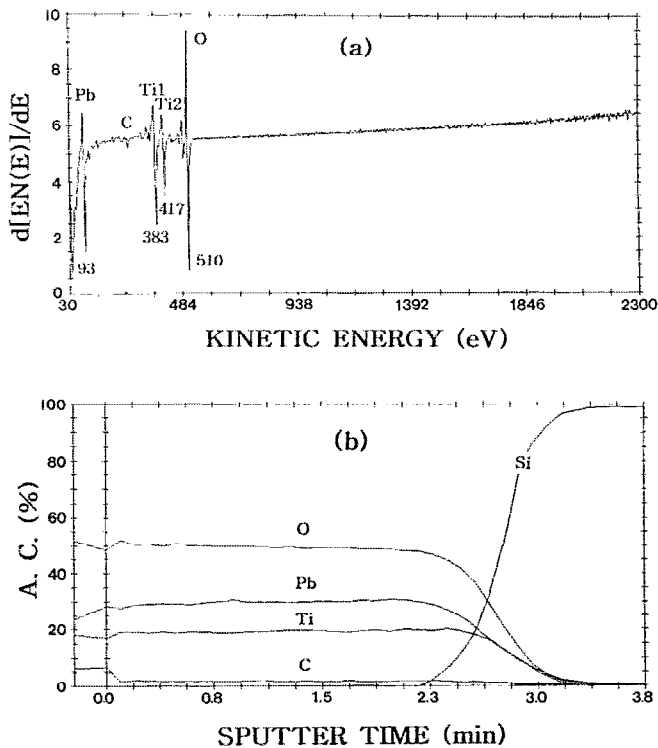 10
8
6
4
2
0
d[EN(E)]/dE
(a)
O
Pb
Ti1
Ti2
C
417
383
93
510
30
484
938
1392
1846
2300
KINETIC ENERGY (eV)
100
80
60
40
20
0
A. C. (%)
(b)
Si
O
Pb
Ti
C
0.0
0.8
1.5
2.3
3.0
3.8
SPUTTER TIME (min)